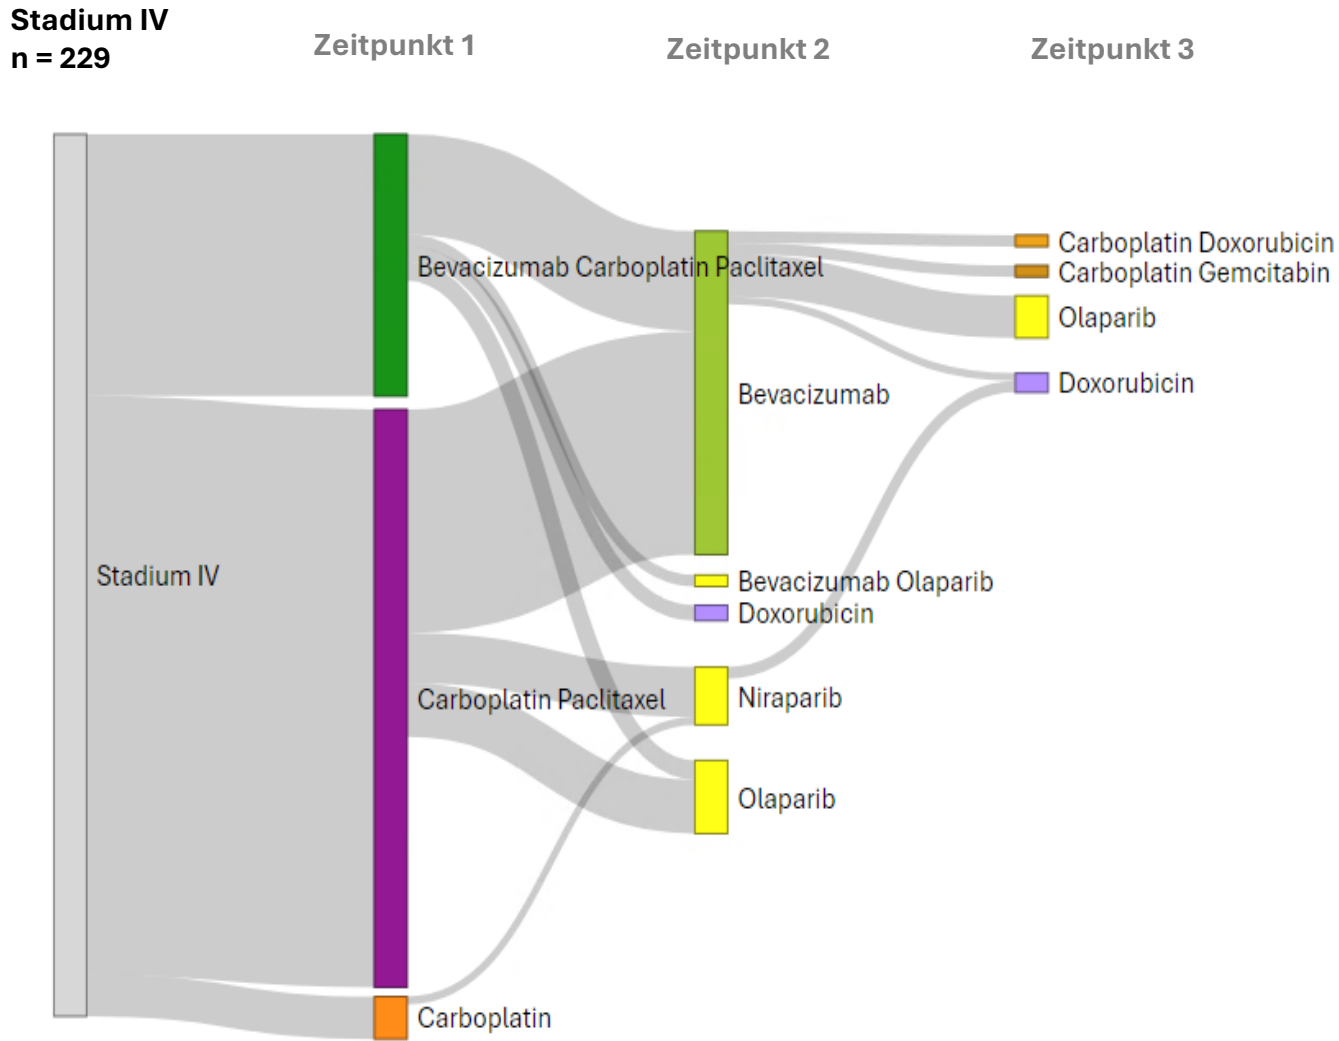 Stadium IV
n = 229
Zeitpunkt 1
Zeitpunkt 2
Zeitpunkt 3
Carboplatin Doxorubicin
Bevacizumab Carboplatin Paclitaxel
Carboplatin Gemcitabin
Olaparib
Doxorubicin
Bevacizumab
Stadium IV
Bevacizumab Olaparib
Doxorubicin
Carboplatin Paclitaxel
Niraparib
Olaparib
Carboplatin